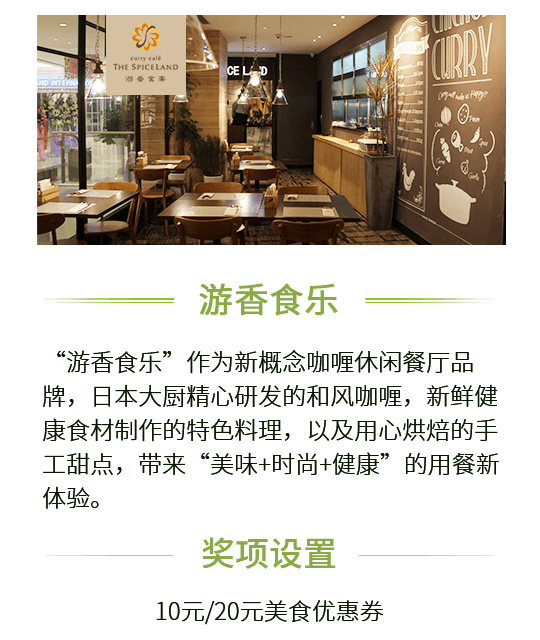 curry café
THE SPICELAND
游香食乐
CE LAND
CHICKEN
CURRY
游香食乐
“游香食乐”作为新概念咖喱休闲餐厅品
牌，日本大厨精心研发的和风咖喱，新鲜健
康食材制作的特色料理，以及用心烘焙的手
工甜点，带来“美味+时尚+健康”的用餐新
体验。
奖项设置
10元/20元美食优惠券